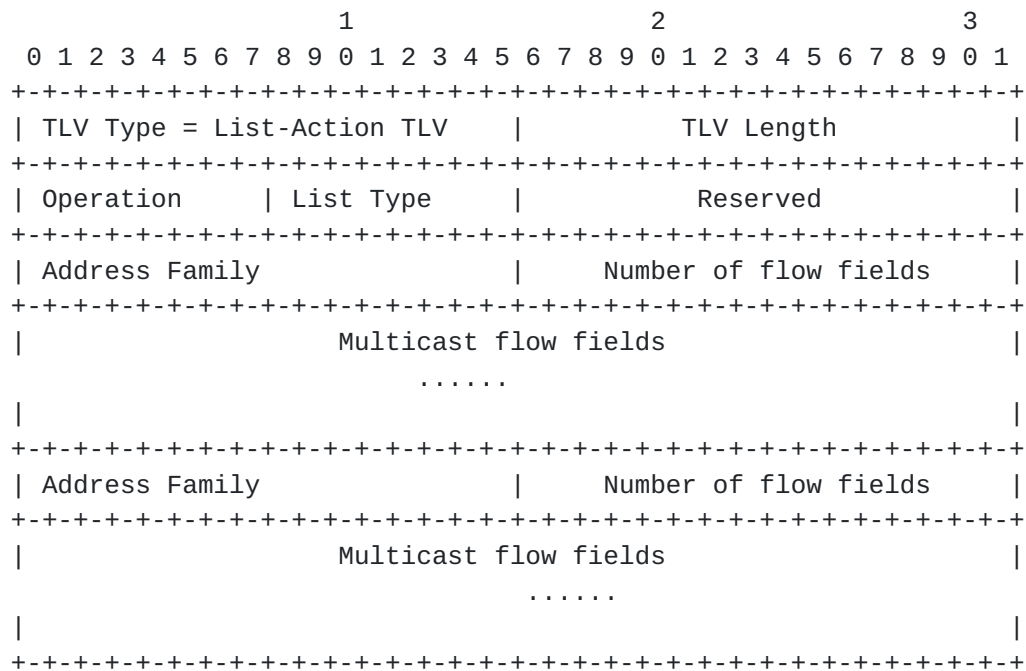 1                   2                   3
 0 1 2 3 4 5 6 7 8 9 0 1 2 3 4 5 6 7 8 9 0 1 2 3 4 5 6 7 8 9 0 1
+-+-+-+-+-+-+-+-+-+-+-+-+-+-+-+-+-+-+-+-+-+-+-+-+-+-+-+-+-+-+-+-+
| TLV Type = List-Action TLV    |          TLV Length           |
+-+-+-+-+-+-+-+-+-+-+-+-+-+-+-+-+-+-+-+-+-+-+-+-+-+-+-+-+-+-+-+-+
| Operation     | List Type     |           Reserved            |
+-+-+-+-+-+-+-+-+-+-+-+-+-+-+-+-+-+-+-+-+-+-+-+-+-+-+-+-+-+-+-+-+
| Address Family                |     Number of flow fields     |
+-+-+-+-+-+-+-+-+-+-+-+-+-+-+-+-+-+-+-+-+-+-+-+-+-+-+-+-+-+-+-+-+
|                    Multicast flow fields                      |
                          ......
|                                                               |
+-+-+-+-+-+-+-+-+-+-+-+-+-+-+-+-+-+-+-+-+-+-+-+-+-+-+-+-+-+-+-+-+
| Address Family                |     Number of flow fields     |
+-+-+-+-+-+-+-+-+-+-+-+-+-+-+-+-+-+-+-+-+-+-+-+-+-+-+-+-+-+-+-+-+
|                    Multicast flow fields                      |
                                 ......
|                                                               |
+-+-+-+-+-+-+-+-+-+-+-+-+-+-+-+-+-+-+-+-+-+-+-+-+-+-+-+-+-+-+-+-+